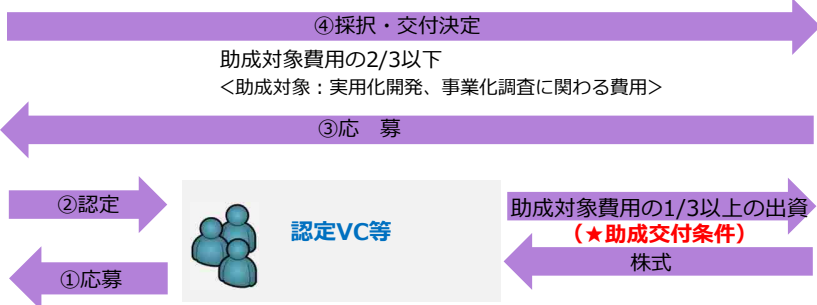 ④採択・交付決定
助成対象費用の2/3以下
<助成対象：実用化開発、事業化調査に関わる費用>
③応　募
②認定
認定VC等
助成対象費用の1/3以上の出資
（★助成交付条件）
株式
①応募